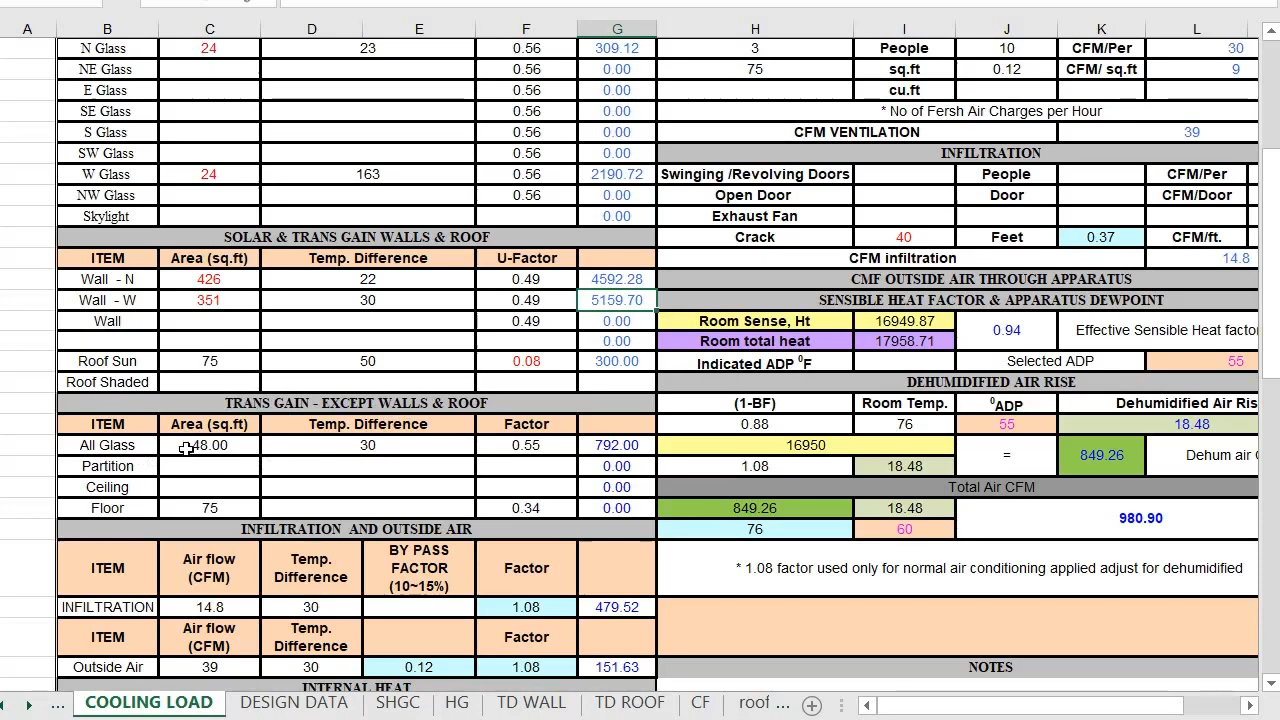 A B C D E F G H I J K L
N Glass 24 23 0.56 309.12 3 People 10 CFM/Per 30
NE Glass 0.56 0.00 75 sq.ft 0.12 CFM/ sq.ft 9
E Glass 0.56 0.00 cu.ft
SE Glass 0.56 0.00 * No of Fersh Air Charges per Hour
S Glass 0.56 0.00 CFM VENTILATION 39
SW Glass 0.56 0.00 INFILTRATION
W Glass 24 163 0.56 2190.72 Swinging /Revolving Doors People CFM/Per
NW Glass 0.56 0.00 Open Door Door CFM/Door
Skylight 0.00 Exhaust Fan
SOLAR & TRANS GAIN WALLS & ROOF Crack 40 Feet 0.37 CFM/ft.
ITEM Area (sq.ft) Temp. Difference U-Factor CFM infiltration 14.8
Wall - N 426 22 0.49 4592.28 CMF OUTSIDE AIR THROUGH APPARATUS
Wall - W 351 30 0.49 5159.70 SENSIBLE HEAT FACTOR & APPARATUS DEWPOINT
Wall 0.49 0.00 Room Sense, Ht 16949.87 0.94 Effective Sensible Heat factor
0.00 Room total heat 17958.71
Roof Sun 75 50 0.08 300.00 Indicated ADP ⁰F Selected ADP 55
Roof Shaded DEHUMIDIFIED AIR RISE
TRANS GAIN - EXCEPT WALLS & ROOF (1-BF) Room Temp. ⁰ADP Dehumidified Air Ris
ITEM Area (sq.ft) Temp. Difference Factor 0.88 76 55 18.48
All Glass 48.00 30 0.55 792.00 16950 = 849.26 Dehum air
Partition 0.00 1.08 18.48
Ceiling 0.00 Total Air CFM
Floor 75 0.34 0.00 849.26 18.48 980.90
INFILTRATION AND OUTSIDE AIR 76 60
ITEM Air flow (CFM) Temp. Difference BY PASS FACTOR (10~15%) Factor * 1.08 factor used only for normal air conditioning applied adjust for dehumidified
INFILTRATION 14.8 30 1.08 479.52
ITEM Air flow (CFM) Temp. Difference Factor
Outside Air 39 30 0.12 1.08 151.63 NOTES
INTERNAL HEAT
... COOLING LOAD DESIGN DATA SHGC HG TD WALL TD ROOF CF roof ...